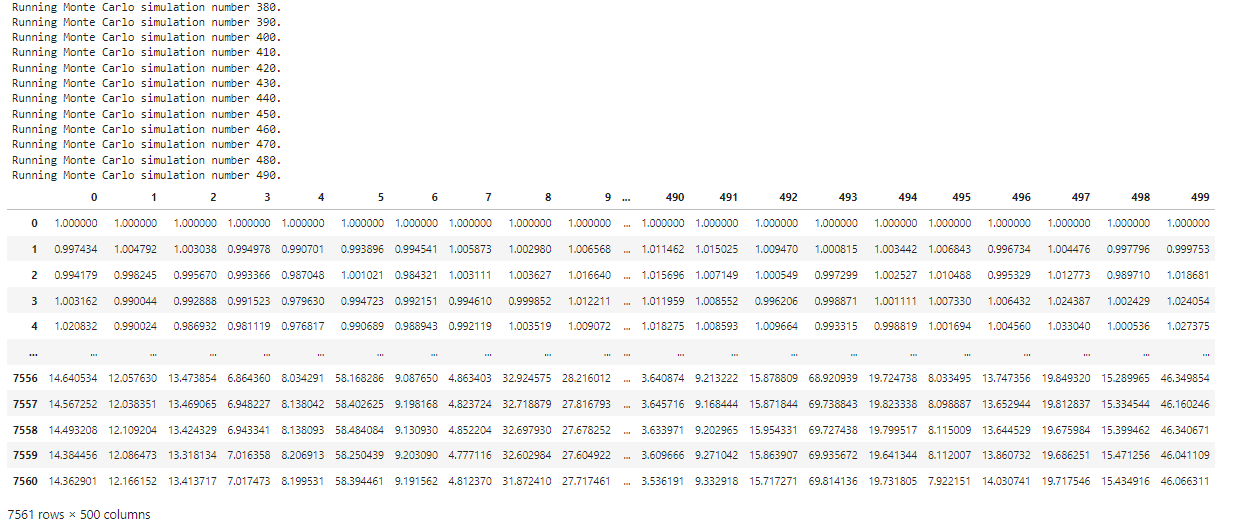 Running Monte Carlo simulation number 380.
Running Monte Carlo simulation number 390.
Running Monte Carlo simulation number 400.
Running Monte Carlo simulation number 410.
Running Monte Carlo simulation number 420.
Running Monte Carlo simulation number 430.
Running Monte Carlo simulation number 440.
Running Monte Carlo simulation number 450.
Running Monte Carlo simulation number 460.
Running Monte Carlo simulation number 470.
Running Monte Carlo simulation number 480.
Running Monte Carlo simulation number 490.
0 1 2 3 4 5 6 7 8 9 ... 490 491 492 493 494 495 496 497 498 499
0 1.000000 1.000000 1.000000 1.000000 1.000000 1.000000 1.000000 1.000000 1.000000 1.000000 ... 1.000000 1.000000 1.000000 1.000000 1.000000 1.000000 1.000000 1.000000 1.000000 1.000000
1 0.997434 1.004792 1.003038 0.994978 0.990701 0.993896 0.994541 1.005873 1.002980 1.006568 ... 1.011462 1.015025 1.009470 1.000815 1.003442 1.006843 0.996734 1.004476 0.997796 0.999753
2 0.994179 0.998245 0.995670 0.993366 0.987048 1.001021 0.984321 1.003111 1.003627 1.016640 ... 1.015696 1.007149 1.000549 0.997299 1.002527 1.010488 0.995329 1.012773 0.989710 1.018681
3 1.003162 0.990044 0.992888 0.991523 0.979630 0.994723 0.992151 0.994610 0.999852 1.012211 ... 1.011959 1.008552 0.996206 0.998871 1.001111 1.007330 1.006432 1.024387 1.002429 1.024054
4 1.020832 0.990024 0.986932 0.981119 0.976817 0.990689 0.988943 0.992119 1.003519 1.009072 ... 1.018275 1.008593 1.009664 0.993315 0.998819 1.001694 1.004560 1.033040 1.000536 1.027375
... ... ... ... ... ... ... ... ... ... ... ... ... ... ... ... ... ... ... ... ... ...
7556 14.640534 12.057630 13.473854 6.864360 8.034291 58.168286 9.087650 4.863403 32.924575 28.216012 ... 3.640874 9.213222 15.878809 68.920939 19.724738 8.033495 13.747356 19.849320 15.289965 46.349854
7557 14.567252 12.038351 13.469065 6.948227 8.138042 58.402625 9.198168 4.823724 32.718879 27.816793 ... 3.645716 9.168444 15.871844 69.738843 19.823338 8.098887 13.652944 19.812837 15.334544 46.160246
7558 14.493208 12.109204 13.424329 6.943341 8.138093 58.484084 9.130930 4.852204 32.697930 27.678252 ... 3.633971 9.202965 15.954331 69.727438 19.799517 8.115009 13.644529 19.675984 15.399462 46.340671
7559 14.384456 12.086473 13.318134 7.016358 8.206913 58.250439 9.203090 4.777116 32.602984 27.604922 ... 3.609666 9.271042 15.863907 69.935672 19.641344 8.112007 13.860732 19.686251 15.471256 46.041109
7560 14.362901 12.166152 13.413717 7.017473 8.199531 58.394461 9.191562 4.812370 31.872410 27.717461 ... 3.536191 9.332918 15.717271 69.814136 19.731805 7.922151 14.030741 19.717546 15.434916 46.066311
7561 rows × 500 columns